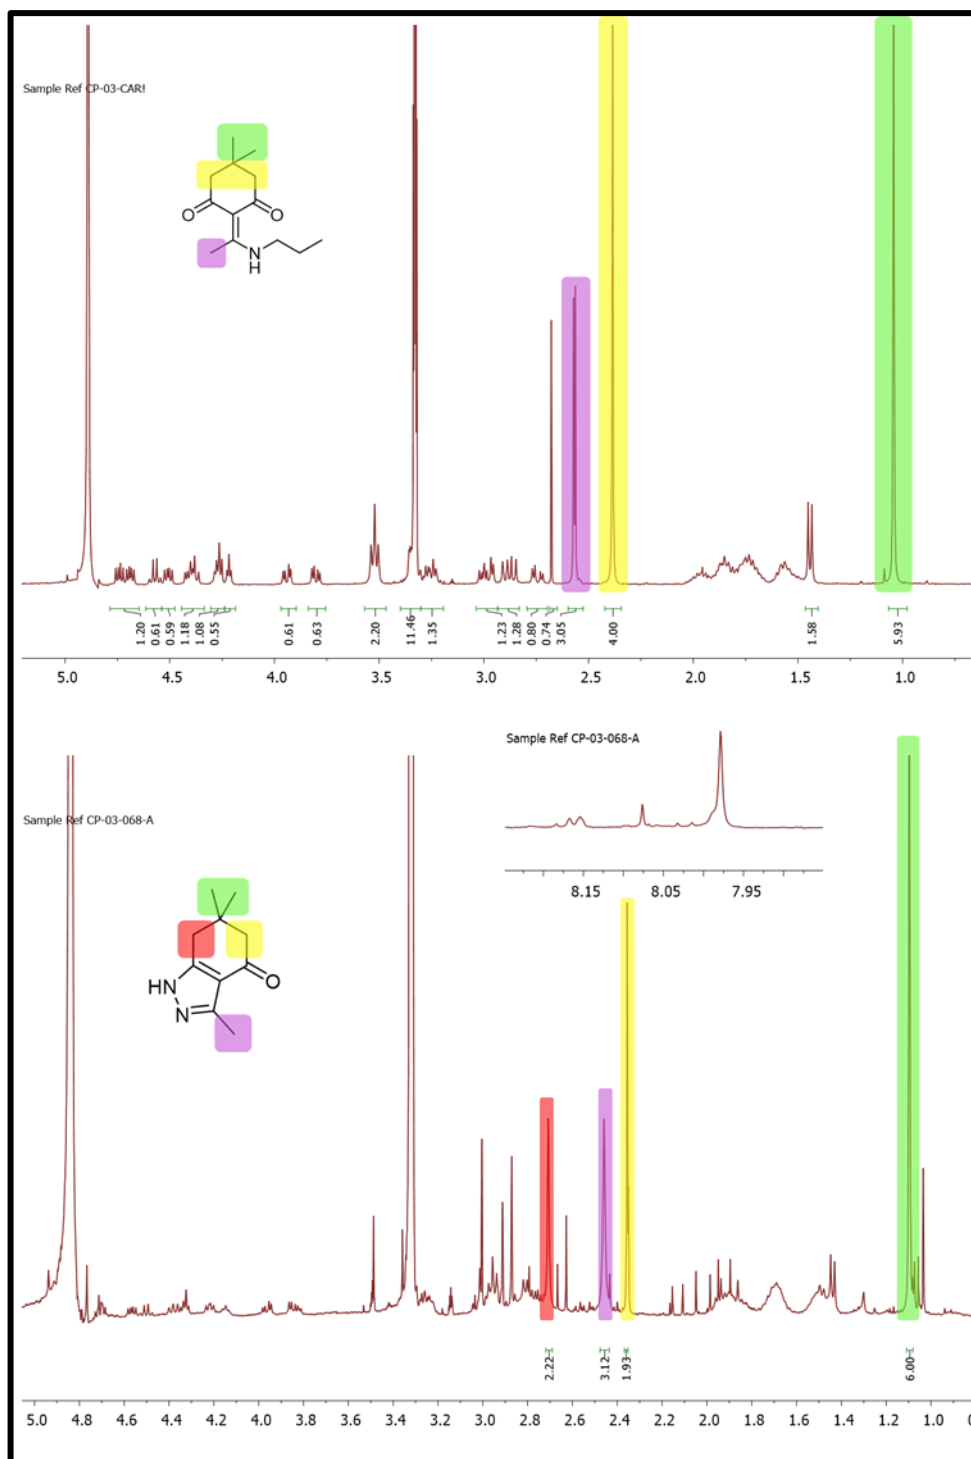 Sample Ref CP-03-CAR!
O
O
N
H
1.20 0.61 0.59 1.18 1.08 0.55 0.61 0.63 2.20 11.46 1.35 1.23 1.28 0.80 0.74 3.05 4.00 1.58 5.93
5.0 4.5 4.0 3.5 3.0 2.5 2.0 1.5 1.0
Sample Ref CP-03-068-A
8.15 8.05 7.95
Sample Ref CP-03-068-A
O
HN
N
2.22 3.12 1.93 6.00
5.0 4.8 4.6 4.4 4.2 4.0 3.8 3.6 3.4 3.2 3.0 2.8 2.6 2.4 2.2 2.0 1.8 1.6 1.4 1.2 1.0